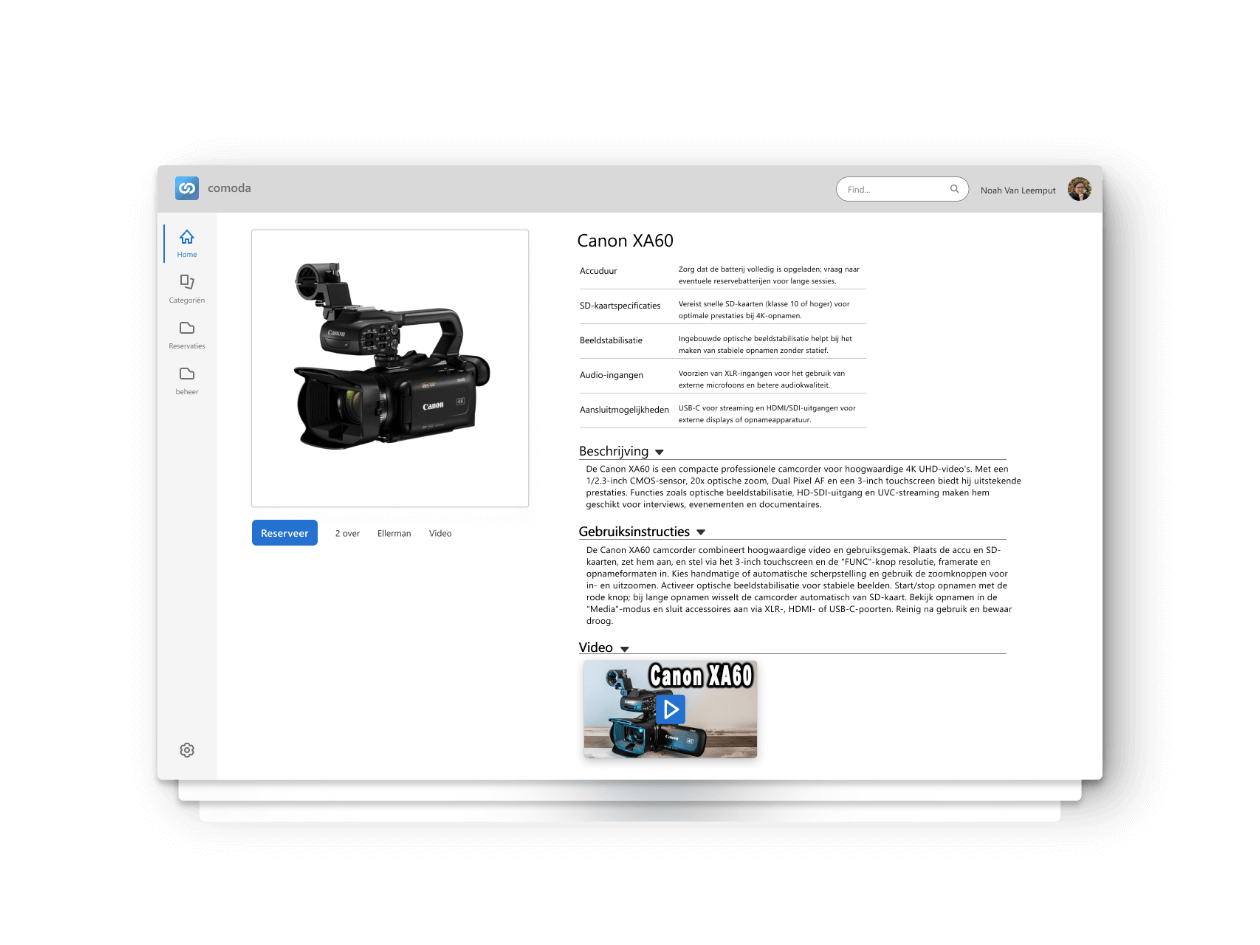 comoda
Find...
Noah Van Leemput
Home
Categoriën
Reservaties
beheer
Canon
Canon
4K
Reserveer
2 over
Ellerman
Video
Canon XA60
Accuduur
Zorg dat de batterij volledig is opgeladen; vraag naar
eventuele reservebatterijen voor lange sessies.
SD-kaartspecificaties
Vereist snelle SD-kaarten (klasse 10 of hoger) voor
optimale prestaties bij 4K-opnamen.
Beeldstabilisatie
Ingebouwde optische beeldstabilisatie helpt bij het
maken van stabiele opnamen zonder statief.
Audio-ingangen
Voorzien van XLR-ingangen voor het gebruik van
externe microfoons en betere audiokwaliteit.
Aansluitmogelijkheden
USB-C voor streaming en HDMI/SDI-uitgangen voor
externe displays of opnameapparatuur.
Beschrijving
De Canon XA60 is een compacte professionele camcorder voor hoogwaardige 4K UHD-video's. Met een
1/2.3-inch CMOS-sensor, 20x optische zoom, Dual Pixel AF en een 3-inch touchscreen biedt hij uitstekende
prestaties. Functies zoals optische beeldstabilisatie, HD-SDI-uitgang en UVC-streaming maken hem
geschikt voor interviews, evenementen en documentaires.
Gebruiksinstructies
De Canon XA60 camcorder combineert hoogwaardige video en gebruiksgemak. Plaats de accu en SD-
kaarten, zet hem aan, en stel via het 3-inch touchscreen en de "FUNC"-knop resolutie, framerate en
opnameformaten in. Kies handmatige of automatische scherpstelling en gebruik de zoomknoppen voor
in- en uitzoomen. Activeer optische beeldstabilisatie voor stabiele beelden. Start/stop opnamen met de
rode knop; bij lange opnamen wisselt de camcorder automatisch van SD-kaart. Bekijk opnamen in de
"Media"-modus en sluit accessoires aan via XLR-, HDMI- of USB-C-poorten. Reinig na gebruik en bewaar
droog.
Video
Canon XA60
Canon
4K